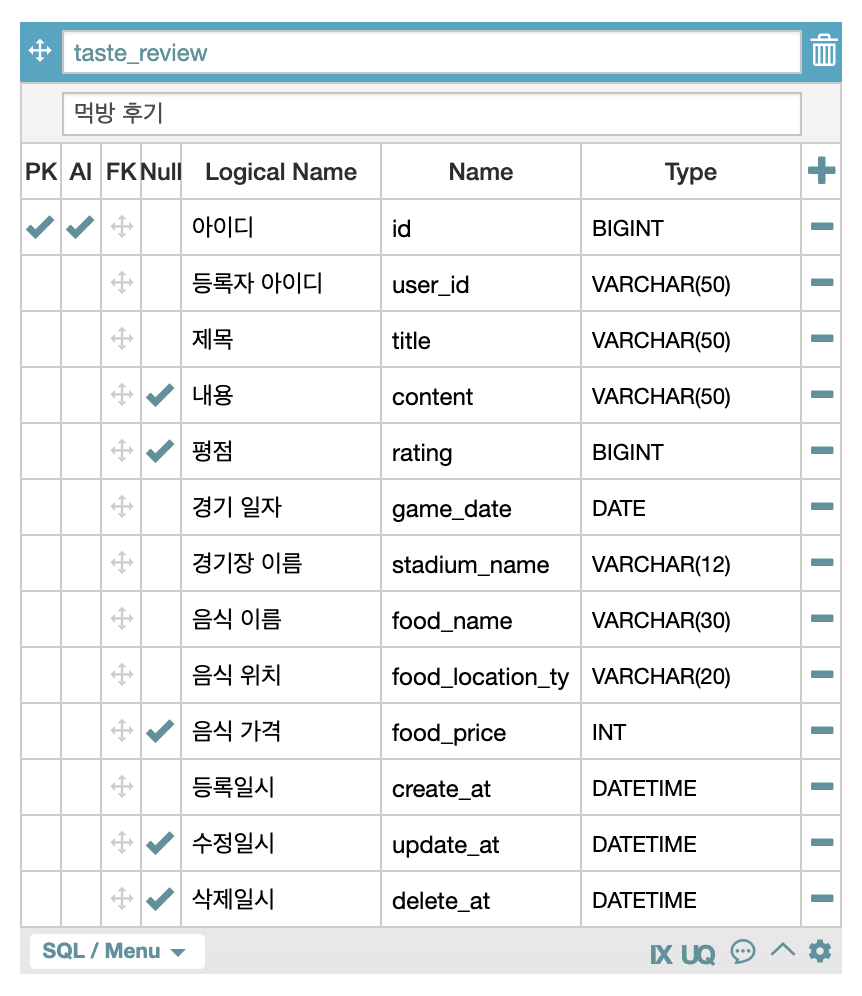 taste_review
먹방 후기
PK AI FK Null Logical Name Name Type
아이디 id BIGINT
등록자 아이디 user_id VARCHAR(50)
제목 title VARCHAR(50)
내용 content VARCHAR(50)
평점 rating BIGINT
경기 일자 game_date DATE
경기장 이름 stadium_name VARCHAR(12)
음식 이름 food_name VARCHAR(30)
음식 위치 food_location_ty VARCHAR(20)
음식 가격 food_price INT
등록일시 create_at DATETIME
수정일시 update_at DATETIME
삭제일시 delete_at DATETIME
SQL / Menu IX UQ